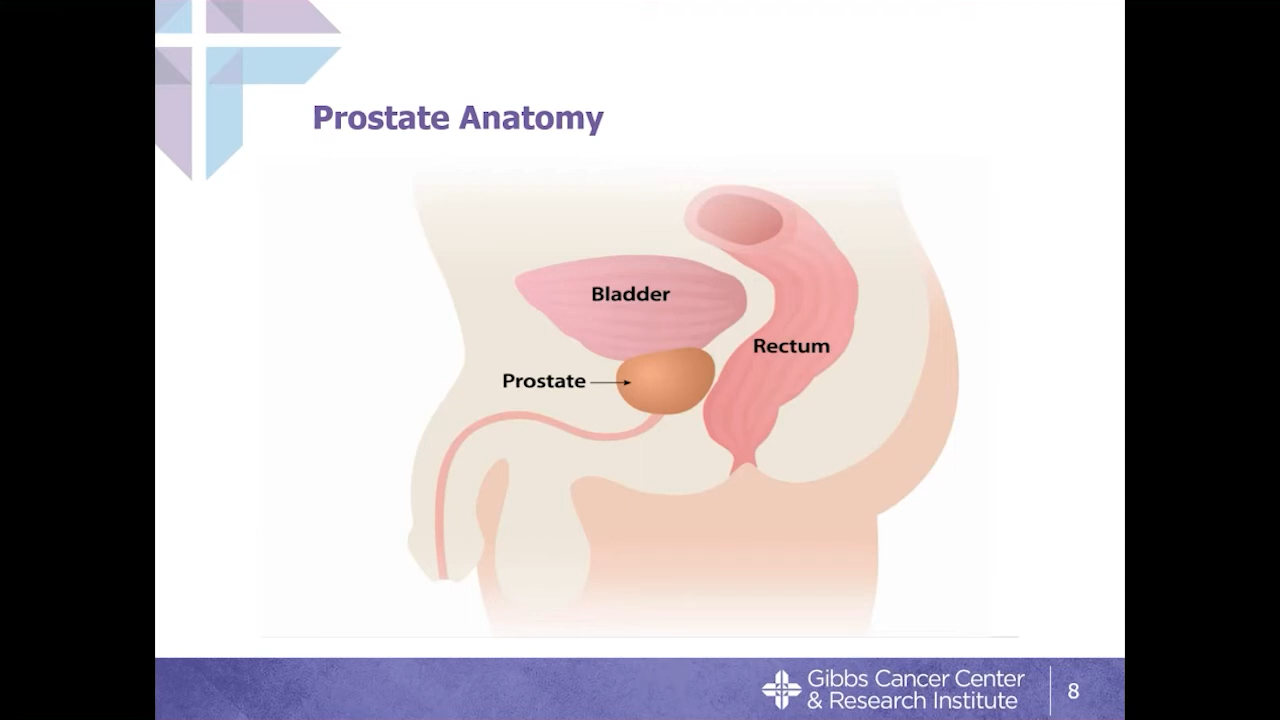 Prostate Anatomy
Bladder
Rectum
Prostate
Gibbs Cancer Center
& Research Institute
8